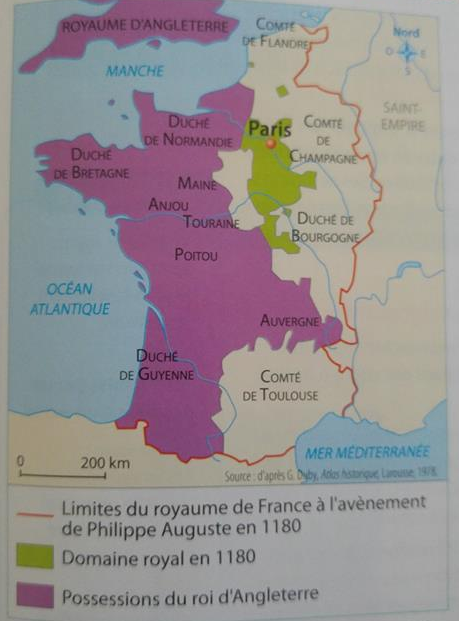 ROYAUME D'ANGLETERRE
COMTÉ
DE FLANDRE
Nord
O
E
S
MANCHE
SAINT-
EMPIRE
DUCHÉ
DE NORMANDIE
Paris
COMTÉ
DE
CHAMPAGNE
DUCHÉ
DE BRETAGNE
MAINE
ANJOU
TOURAINE
DUCHÉ DE
BOURGOGNE
POITOU
OCÉAN
ATLANTIQUE
AUVERGNE
DUCHÉ
DE GUYENNE
COMTÉ
DE TOULOUSE
MER MÉDITERRANÉE
0 200 km
Source : d'après G. Duby, Atlas historique, Larousse, 1978.
Limites du royaume de France à l'avènement
de Philippe Auguste en 1180
Domaine royal en 1180
Possessions du roi d'Angleterre